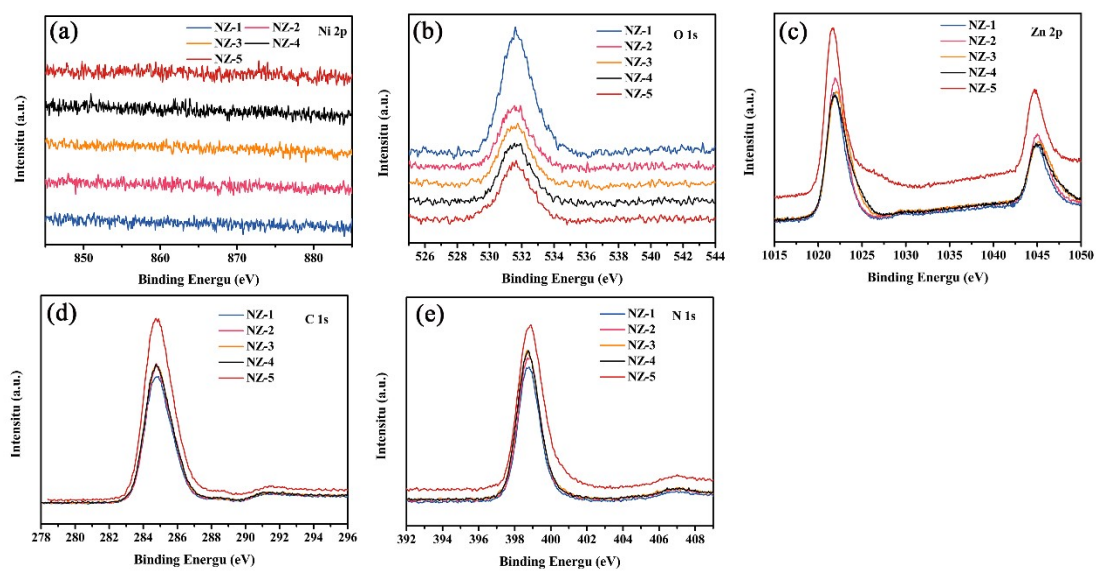 (a)
NZ-1 NZ-2 Ni 2p
NZ-3 NZ-4
NZ-5
Intensitu (a.u.)
850 860 870 880
Binding Energu (eV)
(b)
O 1s
NZ-1
NZ-2
NZ-3
NZ-4
NZ-5
Intensitu (a.u.)
526 528 530 532 534 536 538 540 542 544
Binding Energu (eV)
(c)
Zn 2p
NZ-1
NZ-2
NZ-3
NZ-4
NZ-5
Intensitu (a.u.)
1015 1020 1025 1030 1035 1040 1045 1050
Binding Energu (eV)
(d)
C 1s
NZ-1
NZ-2
NZ-3
NZ-4
NZ-5
Intensitu (a.u.)
278 280 282 284 286 288 290 292 294 296
Binding Energu (eV)
(e)
N 1s
NZ-1
NZ-2
NZ-3
NZ-4
NZ-5
Intensitu (a.u.)
392 394 396 398 400 402 404 406 408
Binding Energu (eV)